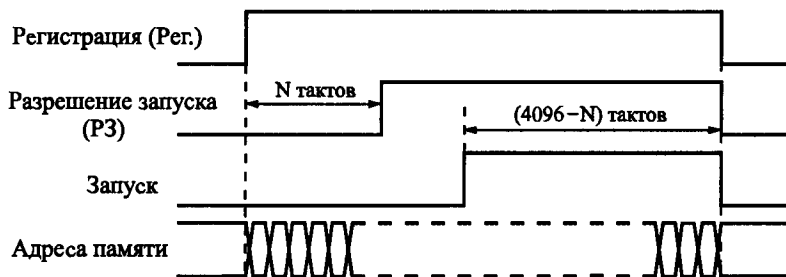 Регистрация (Рег.)
N тактов
Разрешение запуска
(РЗ)
(4096−N) тактов
Запуск
Адреса памяти